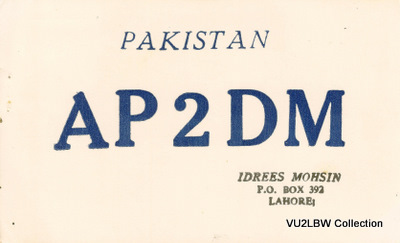 PAKISTAN
AP2DM
IDREES MOHSIN
P.O. BOX 392
LAHORE;
VU2LBW Collection